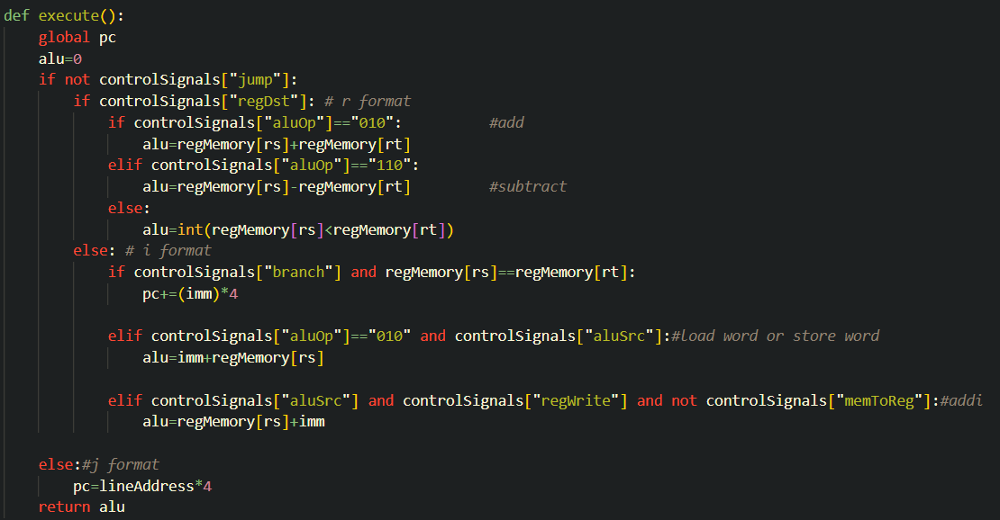 def execute():
    global pc
    alu=0
    if not controlSignals["jump"]:
        if controlSignals["regDst"]: # r format
            if controlSignals["aluOp"]=="010":          #add
                alu=regMemory[rs]+regMemory[rt]
            elif controlSignals["aluOp"]=="110":
                alu=regMemory[rs]-regMemory[rt]         #subtract
            else:
                alu=int(regMemory[rs]<regMemory[rt])
        else: # i format
            if controlSignals["branch"] and regMemory[rs]==regMemory[rt]:
                pc+=(imm)*4

            elif controlSignals["aluOp"]=="010" and controlSignals["aluSrc"]:#Load word or store word
                alu=imm+regMemory[rs]

            elif controlSignals["aluSrc"] and controlSignals["regWrite"] and not controlSignals["memToReg"]:#addi
                alu=regMemory[rs]+imm

    else:#j format
        pc=lineAddress*4
    return alu